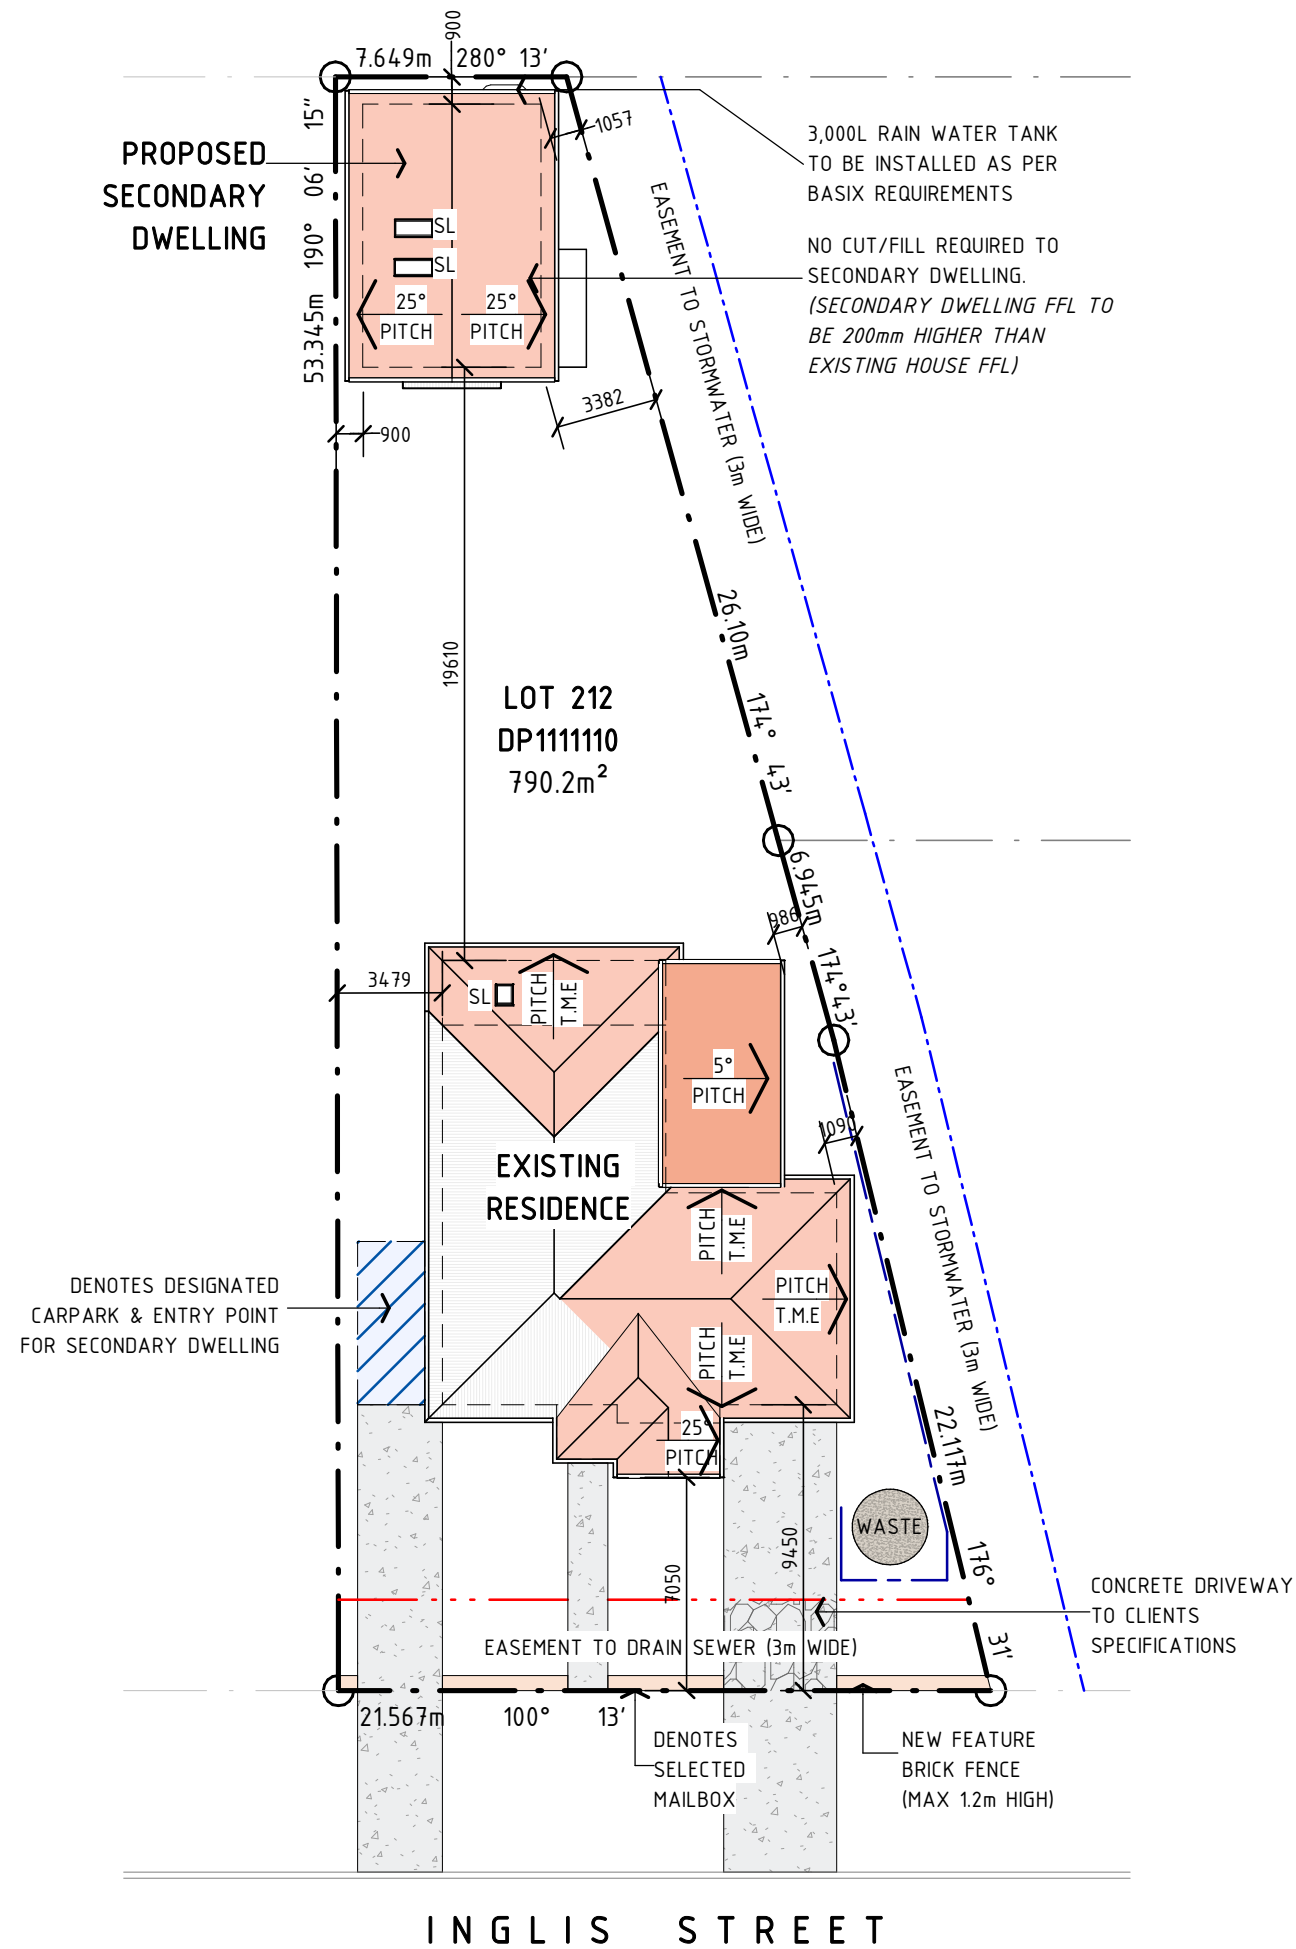 900
7.649m 280° 13'
53.345m 190° 06' 15"
1057
PROPOSED
SECONDARY
DWELLING
3,000L RAIN WATER TANK
TO BE INSTALLED AS PER
BASIX REQUIREMENTS
NO CUT/FILL REQUIRED TO
SECONDARY DWELLING.
(SECONDARY DWELLING FFL TO
BE 200mm HIGHER THAN
EXISTING HOUSE FFL)
SL
SL
25°
PITCH
25°
PITCH
EASEMENT TO STORMWATER (3m WIDE)
3382
900
26.10m 174° 43'
19610
LOT 212
DP1111110
790.2m²
6.945m 174°43'
986
3479
SL
PITCH
T.M.E
5°
PITCH
1090
EASEMENT TO STORMWATER (3m WIDE)
EXISTING
RESIDENCE
PITCH
T.M.E
PITCH
T.M.E
PITCH
T.M.E
DENOTES DESIGNATED
CARPARK & ENTRY POINT
FOR SECONDARY DWELLING
25°
PITCH
22.117m 176° 31'
WASTE
9450
7050
CONCRETE DRIVEWAY
TO CLIENTS
SPECIFICATIONS
EASEMENT TO DRAIN SEWER (3m WIDE)
21.567m 100° 13'
DENOTES
SELECTED
MAILBOX
NEW FEATURE
BRICK FENCE
(MAX 1.2m HIGH)
INGLIS STREET